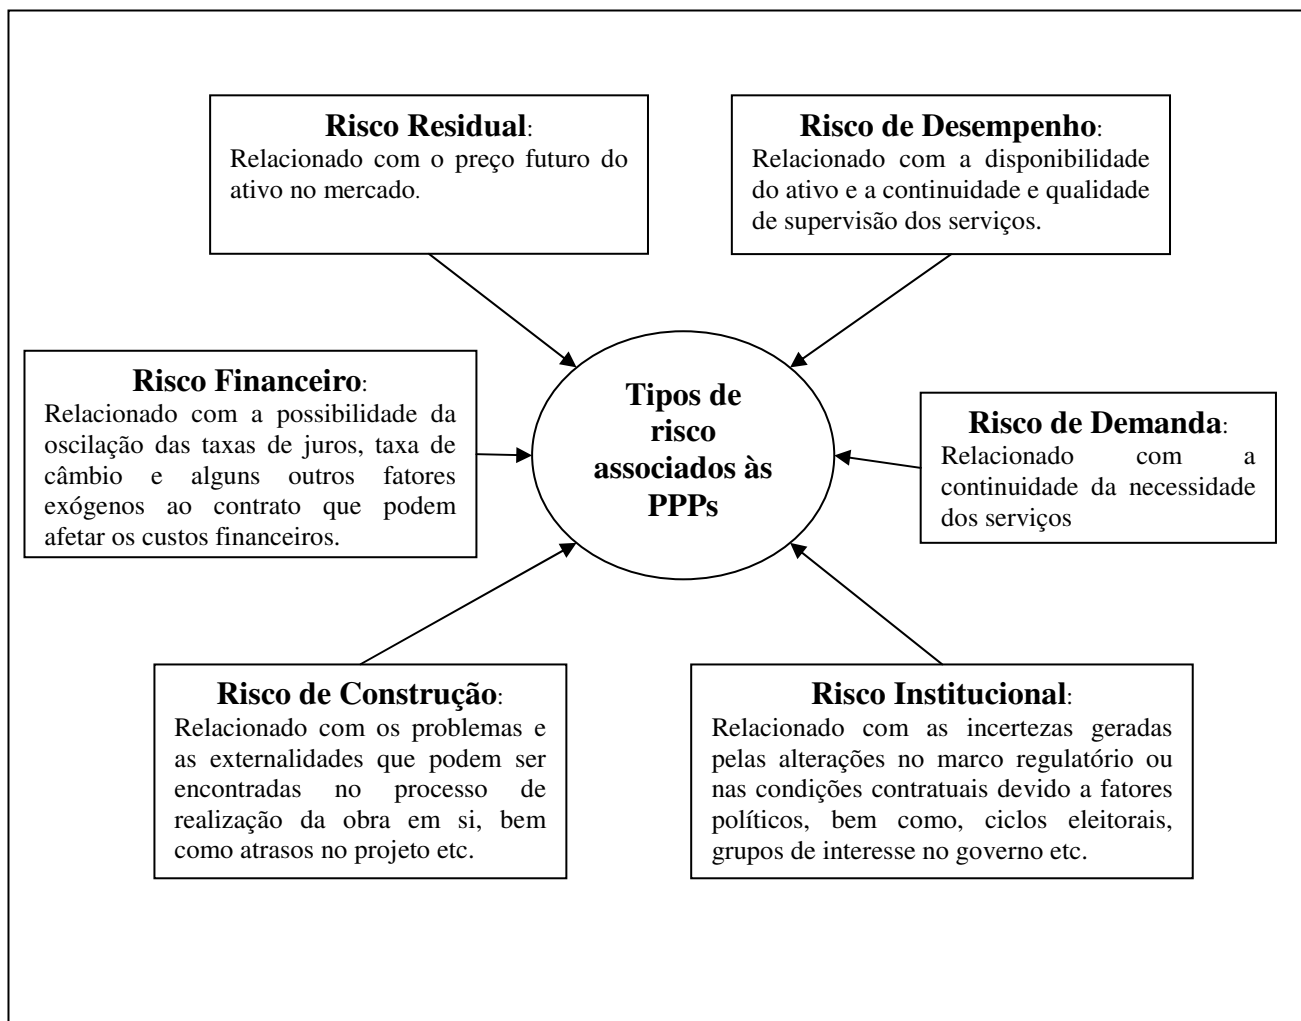 Risco Residual:
Relacionado com o preço futuro do
ativo no mercado.
Risco de Desempenho:
Relacionado com a disponibilidade
do ativo e a continuidade e qualidade
de supervisão dos serviços.
Risco Financeiro:
Relacionado com a possibilidade da
oscilação das taxas de juros, taxa de
câmbio e alguns outros fatores
exógenos ao contrato que podem
afetar os custos financeiros.
Tipos de
risco
associados às
PPPs
Risco de Demanda:
Relacionado com a
continuidade da necessidade
dos serviços
Risco de Construção:
Relacionado com os problemas e
as externalidades que podem ser
encontradas no processo de
realização da obra em si, bem
como atrasos no projeto etc.
Risco Institucional:
Relacionado com as incertezas geradas
pelas alterações no marco regulatório ou
nas condições contratuais devido a fatores
políticos, bem como, ciclos eleitorais,
grupos de interesse no governo etc.